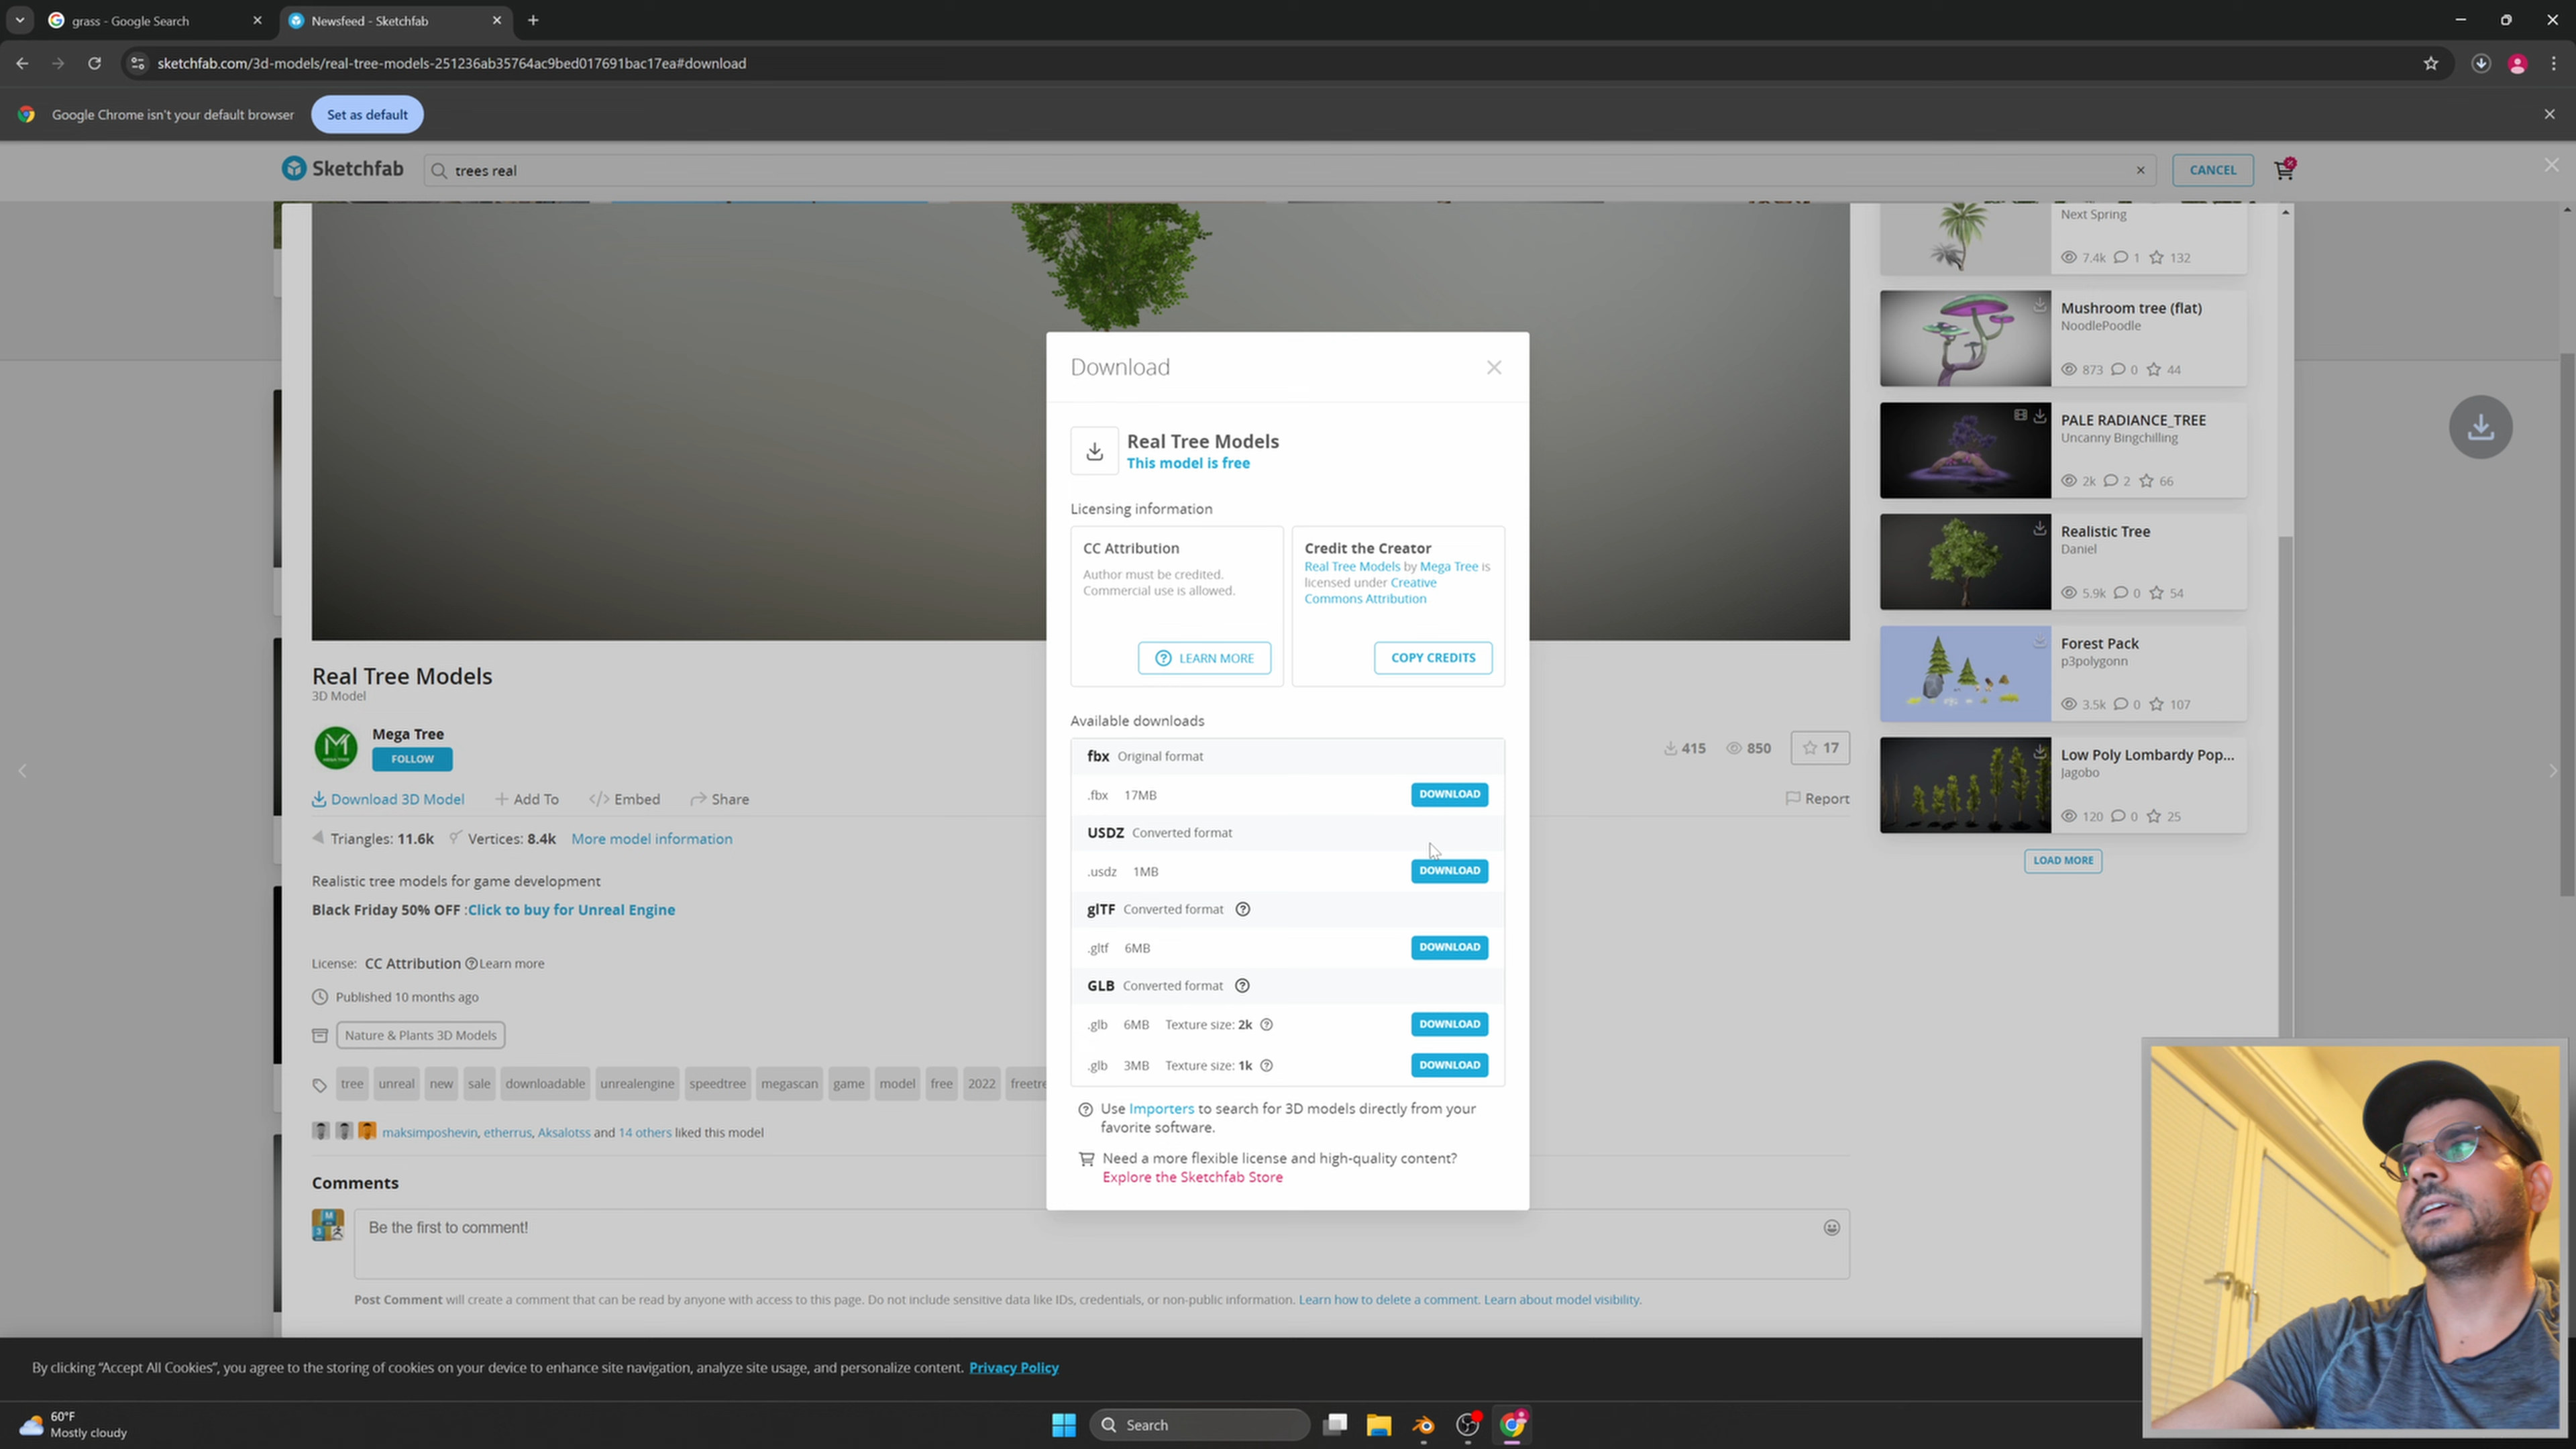 grass - Google Search
Newsfeed - Sketchfab
sketchfab.com/3d-models/real-tree-models-251236ab35764ac9bed017691bac17ea#download
Google Chrome isn't your default browser
Set as default
Sketchfab
trees real
CANCEL
Next Spring
7.4k 1 132
Mushroom tree (flat)
NoodlePoodle
873 0 44
PALE RADIANCE_TREE
Uncanny Bingchilling
2k 2 66
Realistic Tree
Daniel
5.9k 0 54
Forest Pack
p3polygonn
3.5k 0 107
Low Poly Lombardy Pop...
Jagobo
120 0 25
LOAD MORE
Download
Real Tree Models
This model is free
Licensing information
CC Attribution
Author must be credited.
Commercial use is allowed.
LEARN MORE
Credit the Creator
Real Tree Models by Mega Tree is
licensed under Creative
Commons Attribution
COPY CREDITS
Available downloads
fbx Original format
.fbx 17MB DOWNLOAD
USDZ Converted format
.usdz 1MB DOWNLOAD
glTF Converted format
.gltf 6MB DOWNLOAD
GLB Converted format
.glb 6MB Texture size: 2k DOWNLOAD
.glb 3MB Texture size: 1k DOWNLOAD
Use Importers to search for 3D models directly from your
favorite software.
Need a more flexible license and high-quality content?
Explore the Sketchfab Store
Real Tree Models
3D Model
Mega Tree
FOLLOW
415 850 17
Download 3D Model Add To Embed Share
Report
Triangles: 11.6k Vertices: 8.4k More model information
Realistic tree models for game development
Black Friday 50% OFF :Click to buy for Unreal Engine
License: CC Attribution Learn more
Published 10 months ago
Nature & Plants 3D Models
tree unreal new sale downloadable unrealengine speedtree megascan game model free 2022 freetre
maksimposhevin, etherrus, Aksalotss and 14 others liked this model
Comments
Be the first to comment!
Post Comment will create a comment that can be read by anyone with access to this page. Do not include sensitive data like IDs, credentials, or non-public information. Learn how to delete a comment. Learn about model visibility.
By clicking “Accept All Cookies”, you agree to the storing of cookies on your device to enhance site navigation, analyze site usage, and personalize content. Privacy Policy
60°F
Mostly cloudy
Search